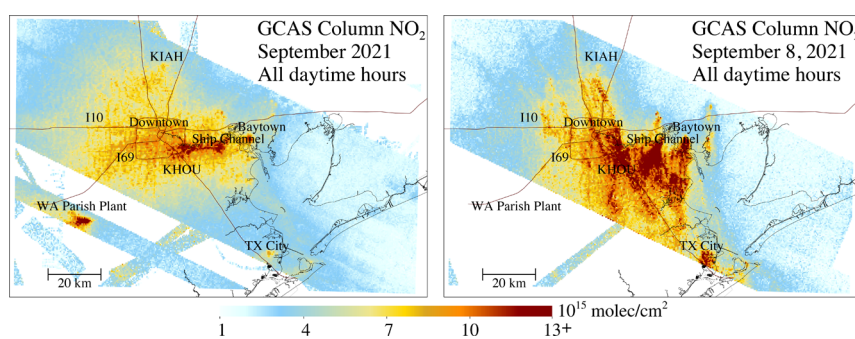 GCAS Column NO2
September 2021
All daytime hours
KIAH
I10
Downtown
Baytown
Ship Channel
I69
KHOU
WA Parish Plant
TX City
20 km
GCAS Column NO
September 8, 2021
All daytime hours
KIAH
I10
Downtown
Baytown
Ship Channel
I69
KHOU
WA Parish Plant
TX City
20 km
10^15 molec/cm^2
1 4 7 10 13+